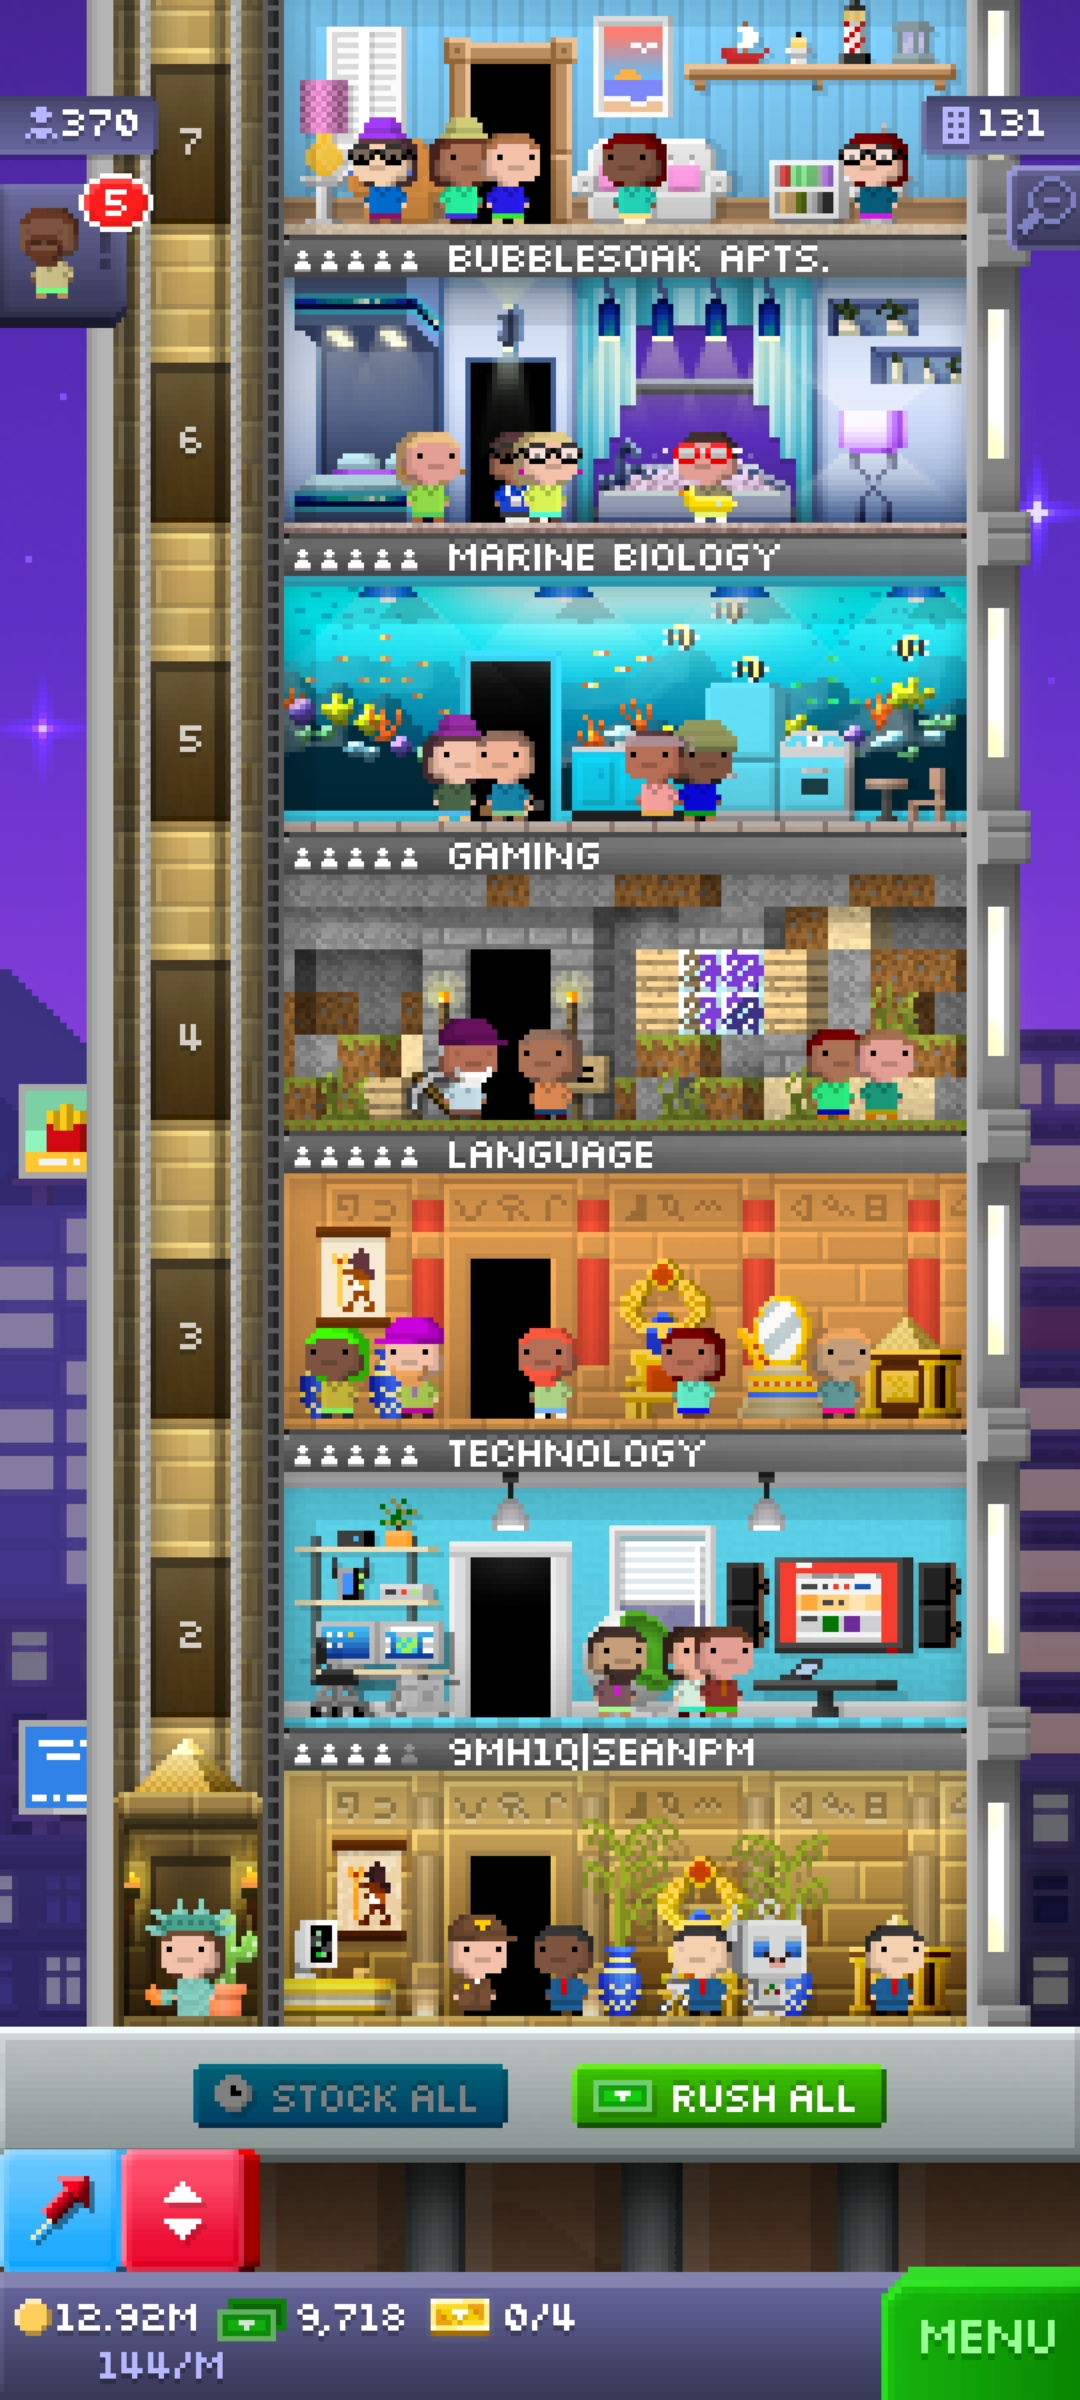 370
131
5
7
BUBBLESOAK APTS.
6
MARINE BIOLOGY
5
GAMING
4
LANGUAGE
3
TECHNOLOGY
2
9MH1Q|SEANPM
STOCK ALL
RUSH ALL
12.92M
9,718
0/4
144/M
MENU